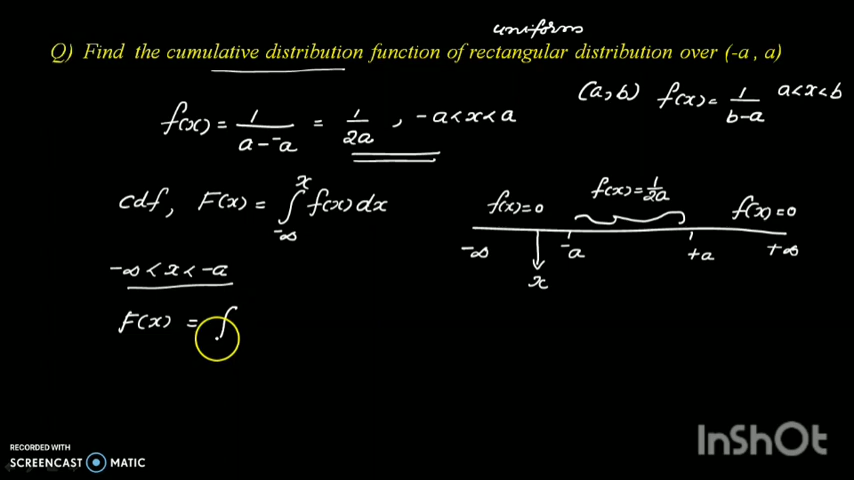 uniform
Q) Find the cumulative distribution function of rectangular distribution over (-a , a)
(a,b) f(x) = 1/(b-a) a<x<b
f(x) = 1/(a- -a) = 1/2a , -a<x<a
cdf, F(x) = ∫_{-∞}^{x} f(x) dx
f(x)=0 f(x)=1/2a f(x)=0
-∞ x -a +a +∞
-∞ < x < -a
F(x) = ∫
InShOt
RECORDED WITH
SCREENCAST MATIC